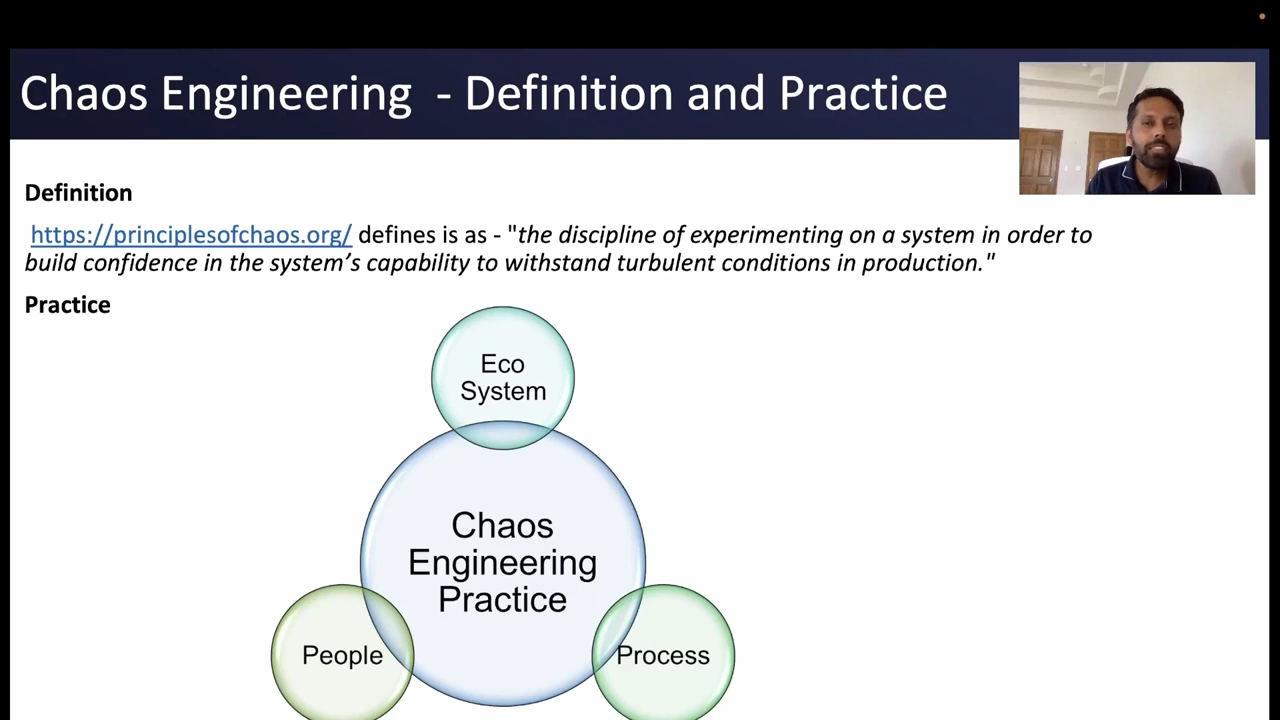 Chaos Engineering - Definition and Practice
Definition
https://principlesofchaos.org/ defines is as - "the discipline of experimenting on a system in order to
build confidence in the system’s capability to withstand turbulent conditions in production."
Practice
Eco
System
Chaos
Engineering
Practice
People
Process